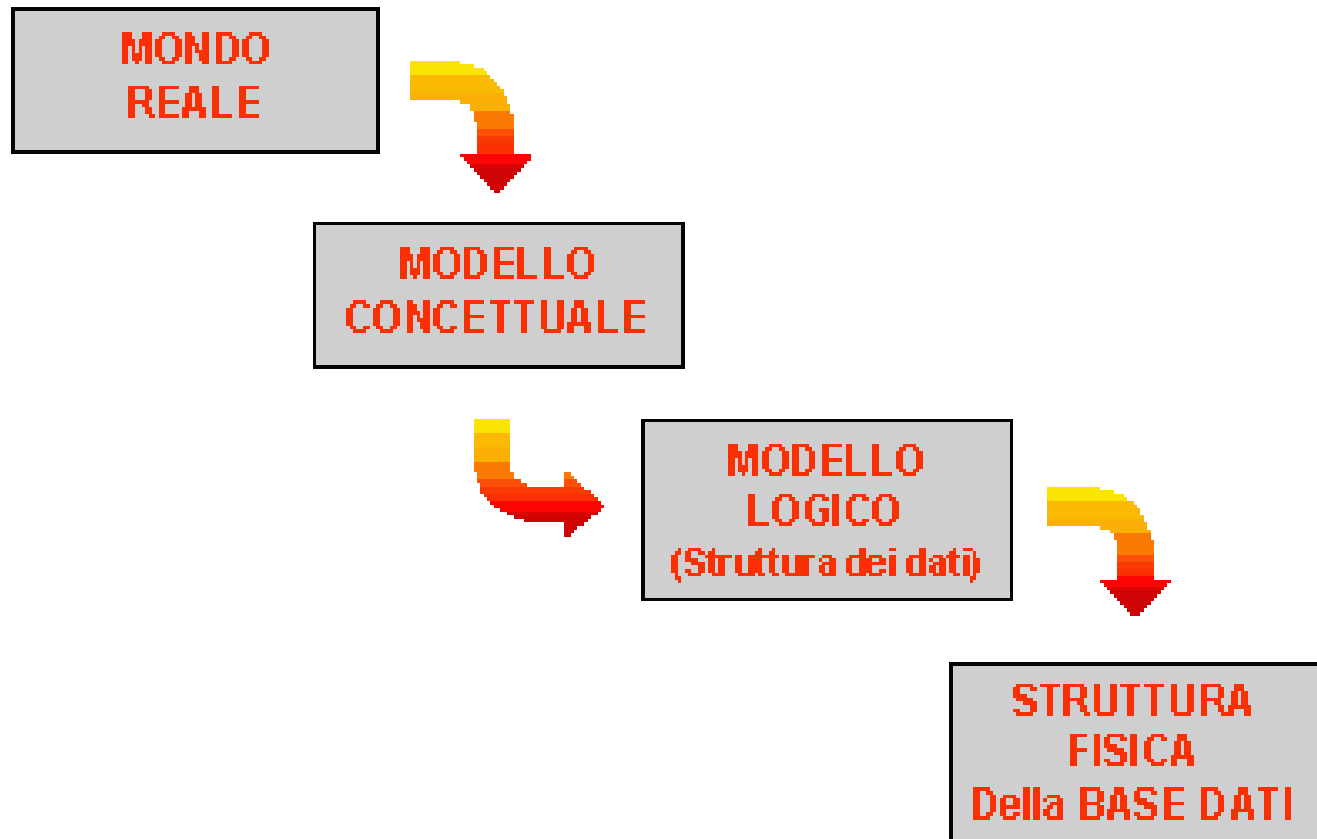 MONDO
REALE
MODELLO
CONCETTUALE
MODELLO
LOGICO
(Struttura dei dati)
STRUTTURA
FISICA
Della BASE DATI